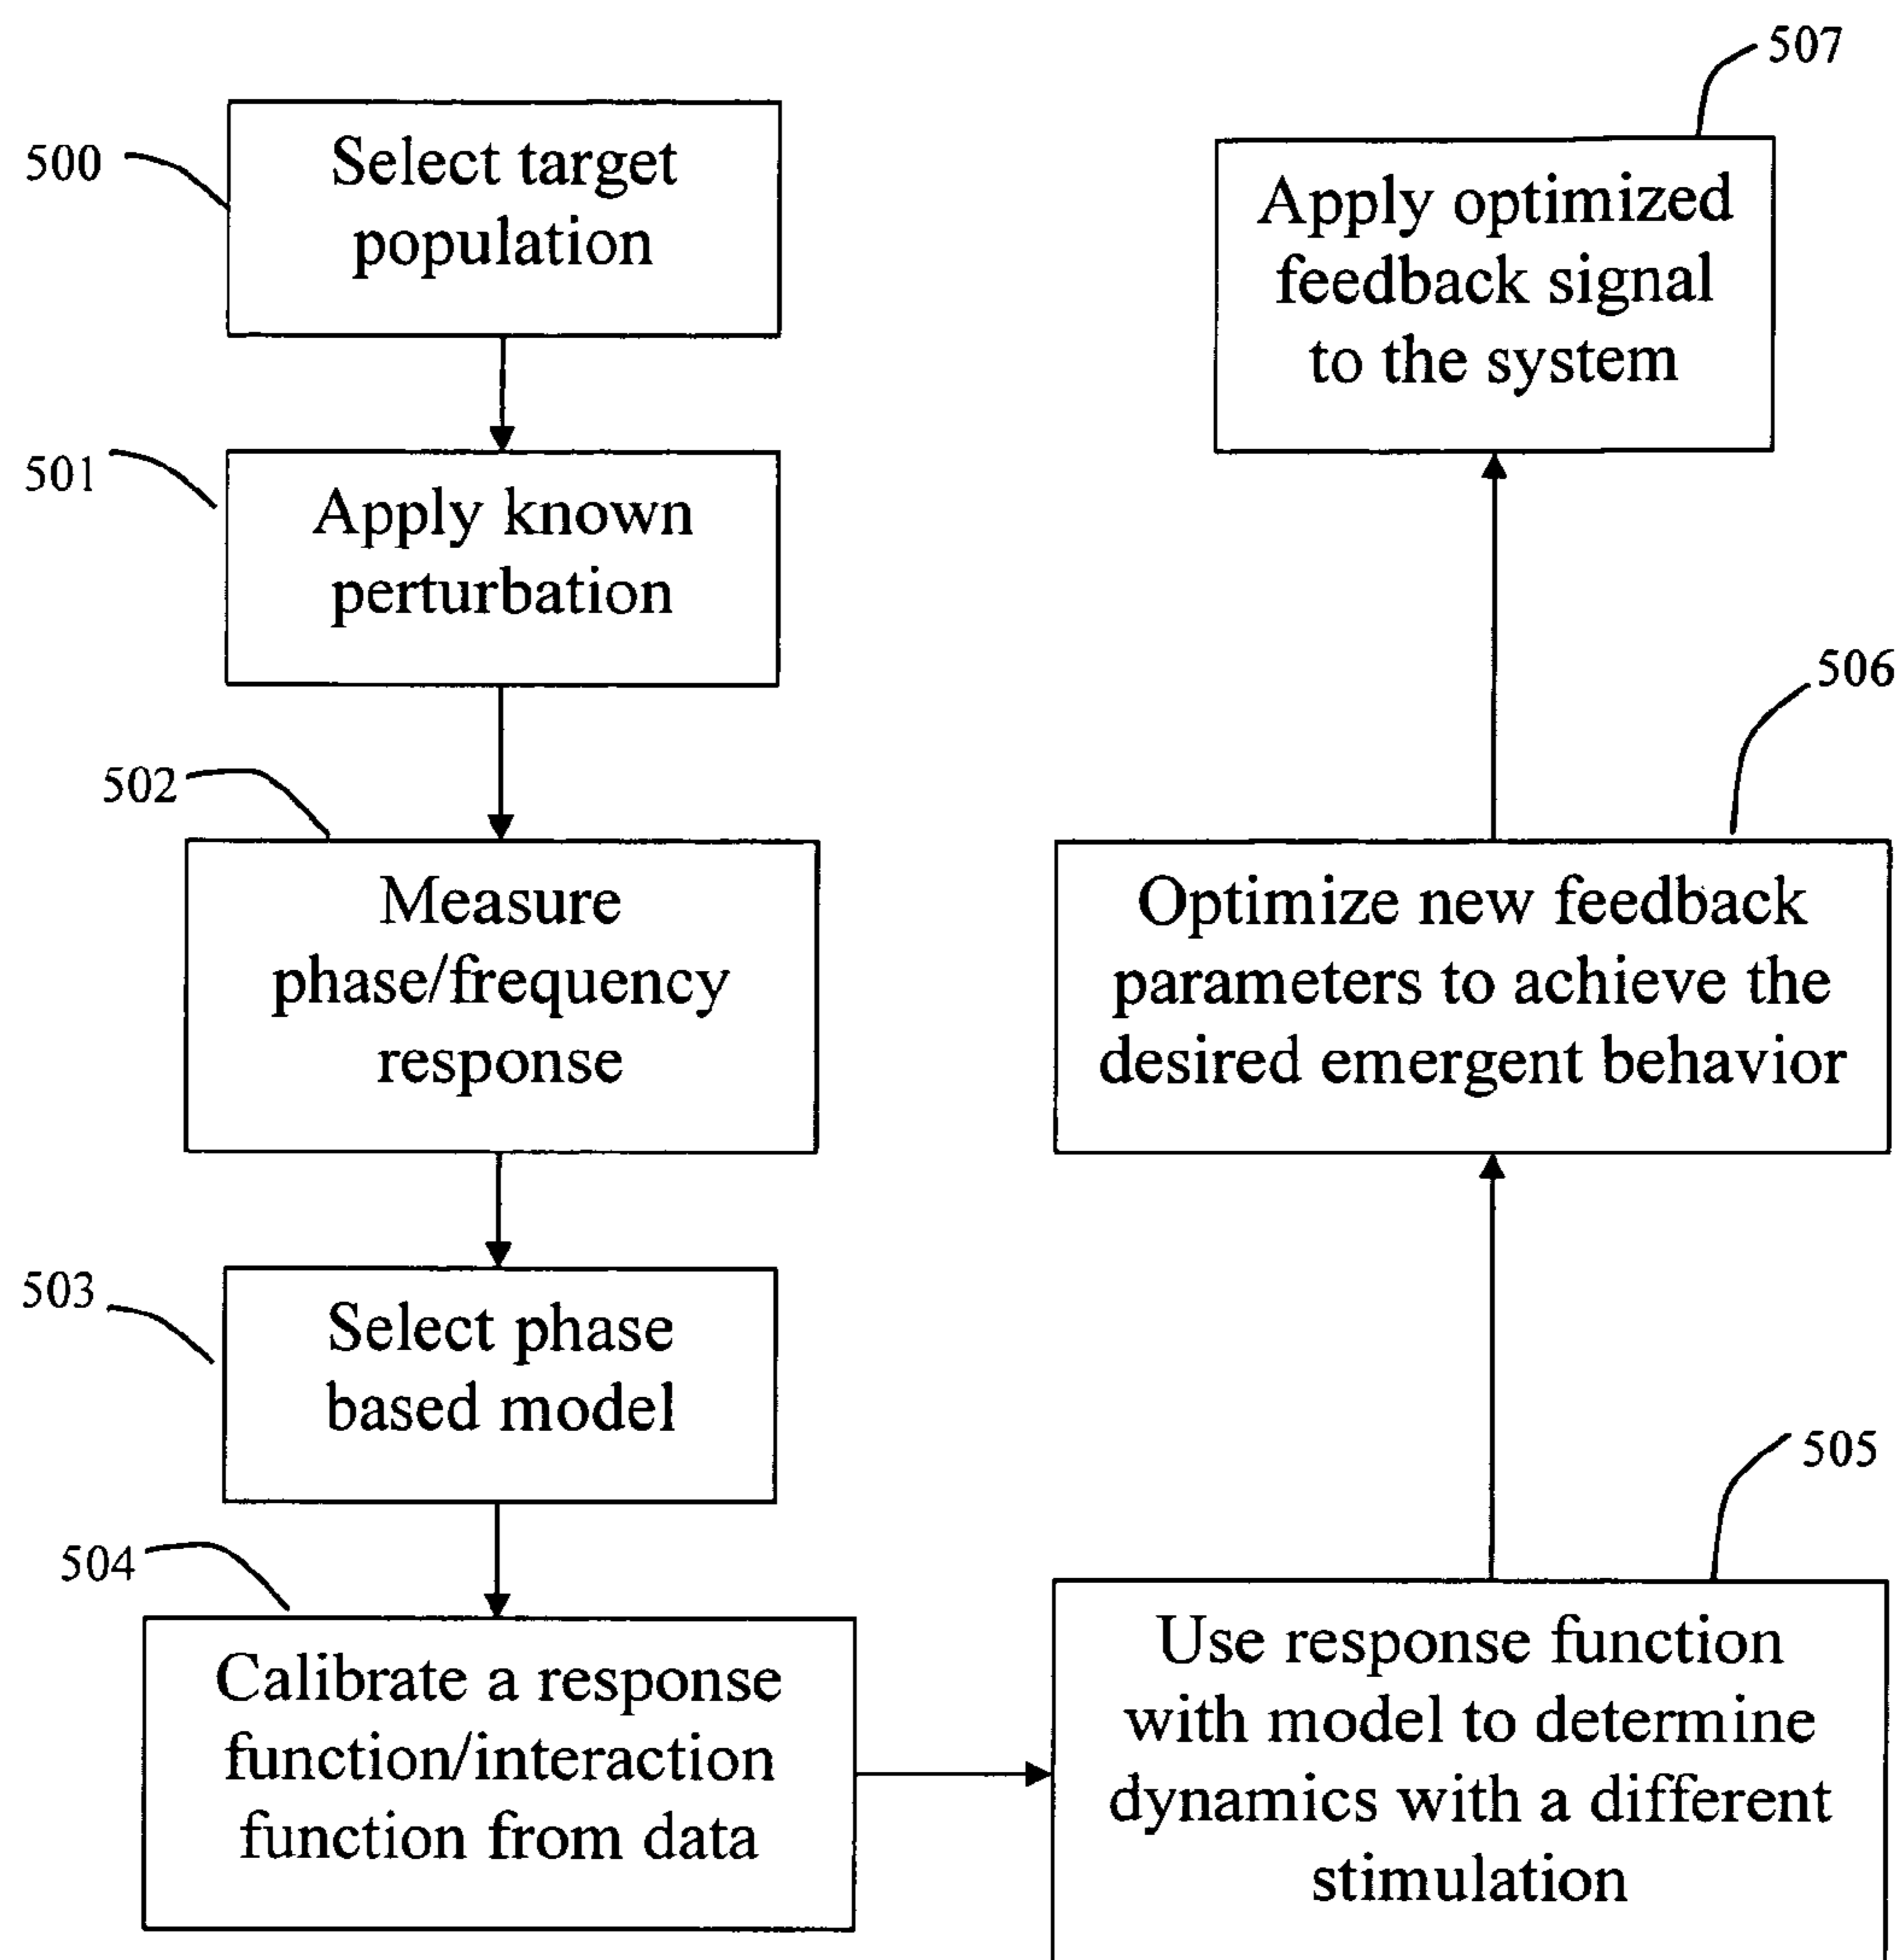 500
Select target
population
501
Apply known
perturbation
502
Measure
phase/frequency
response
503
Select phase
based model
504
Calibrate a response
function/interaction
function from data
505
Use response function
with model to determine
dynamics with a different
stimulation
506
Optimize new feedback
parameters to achieve the
desired emergent behavior
507
Apply optimized
feedback signal
to the system